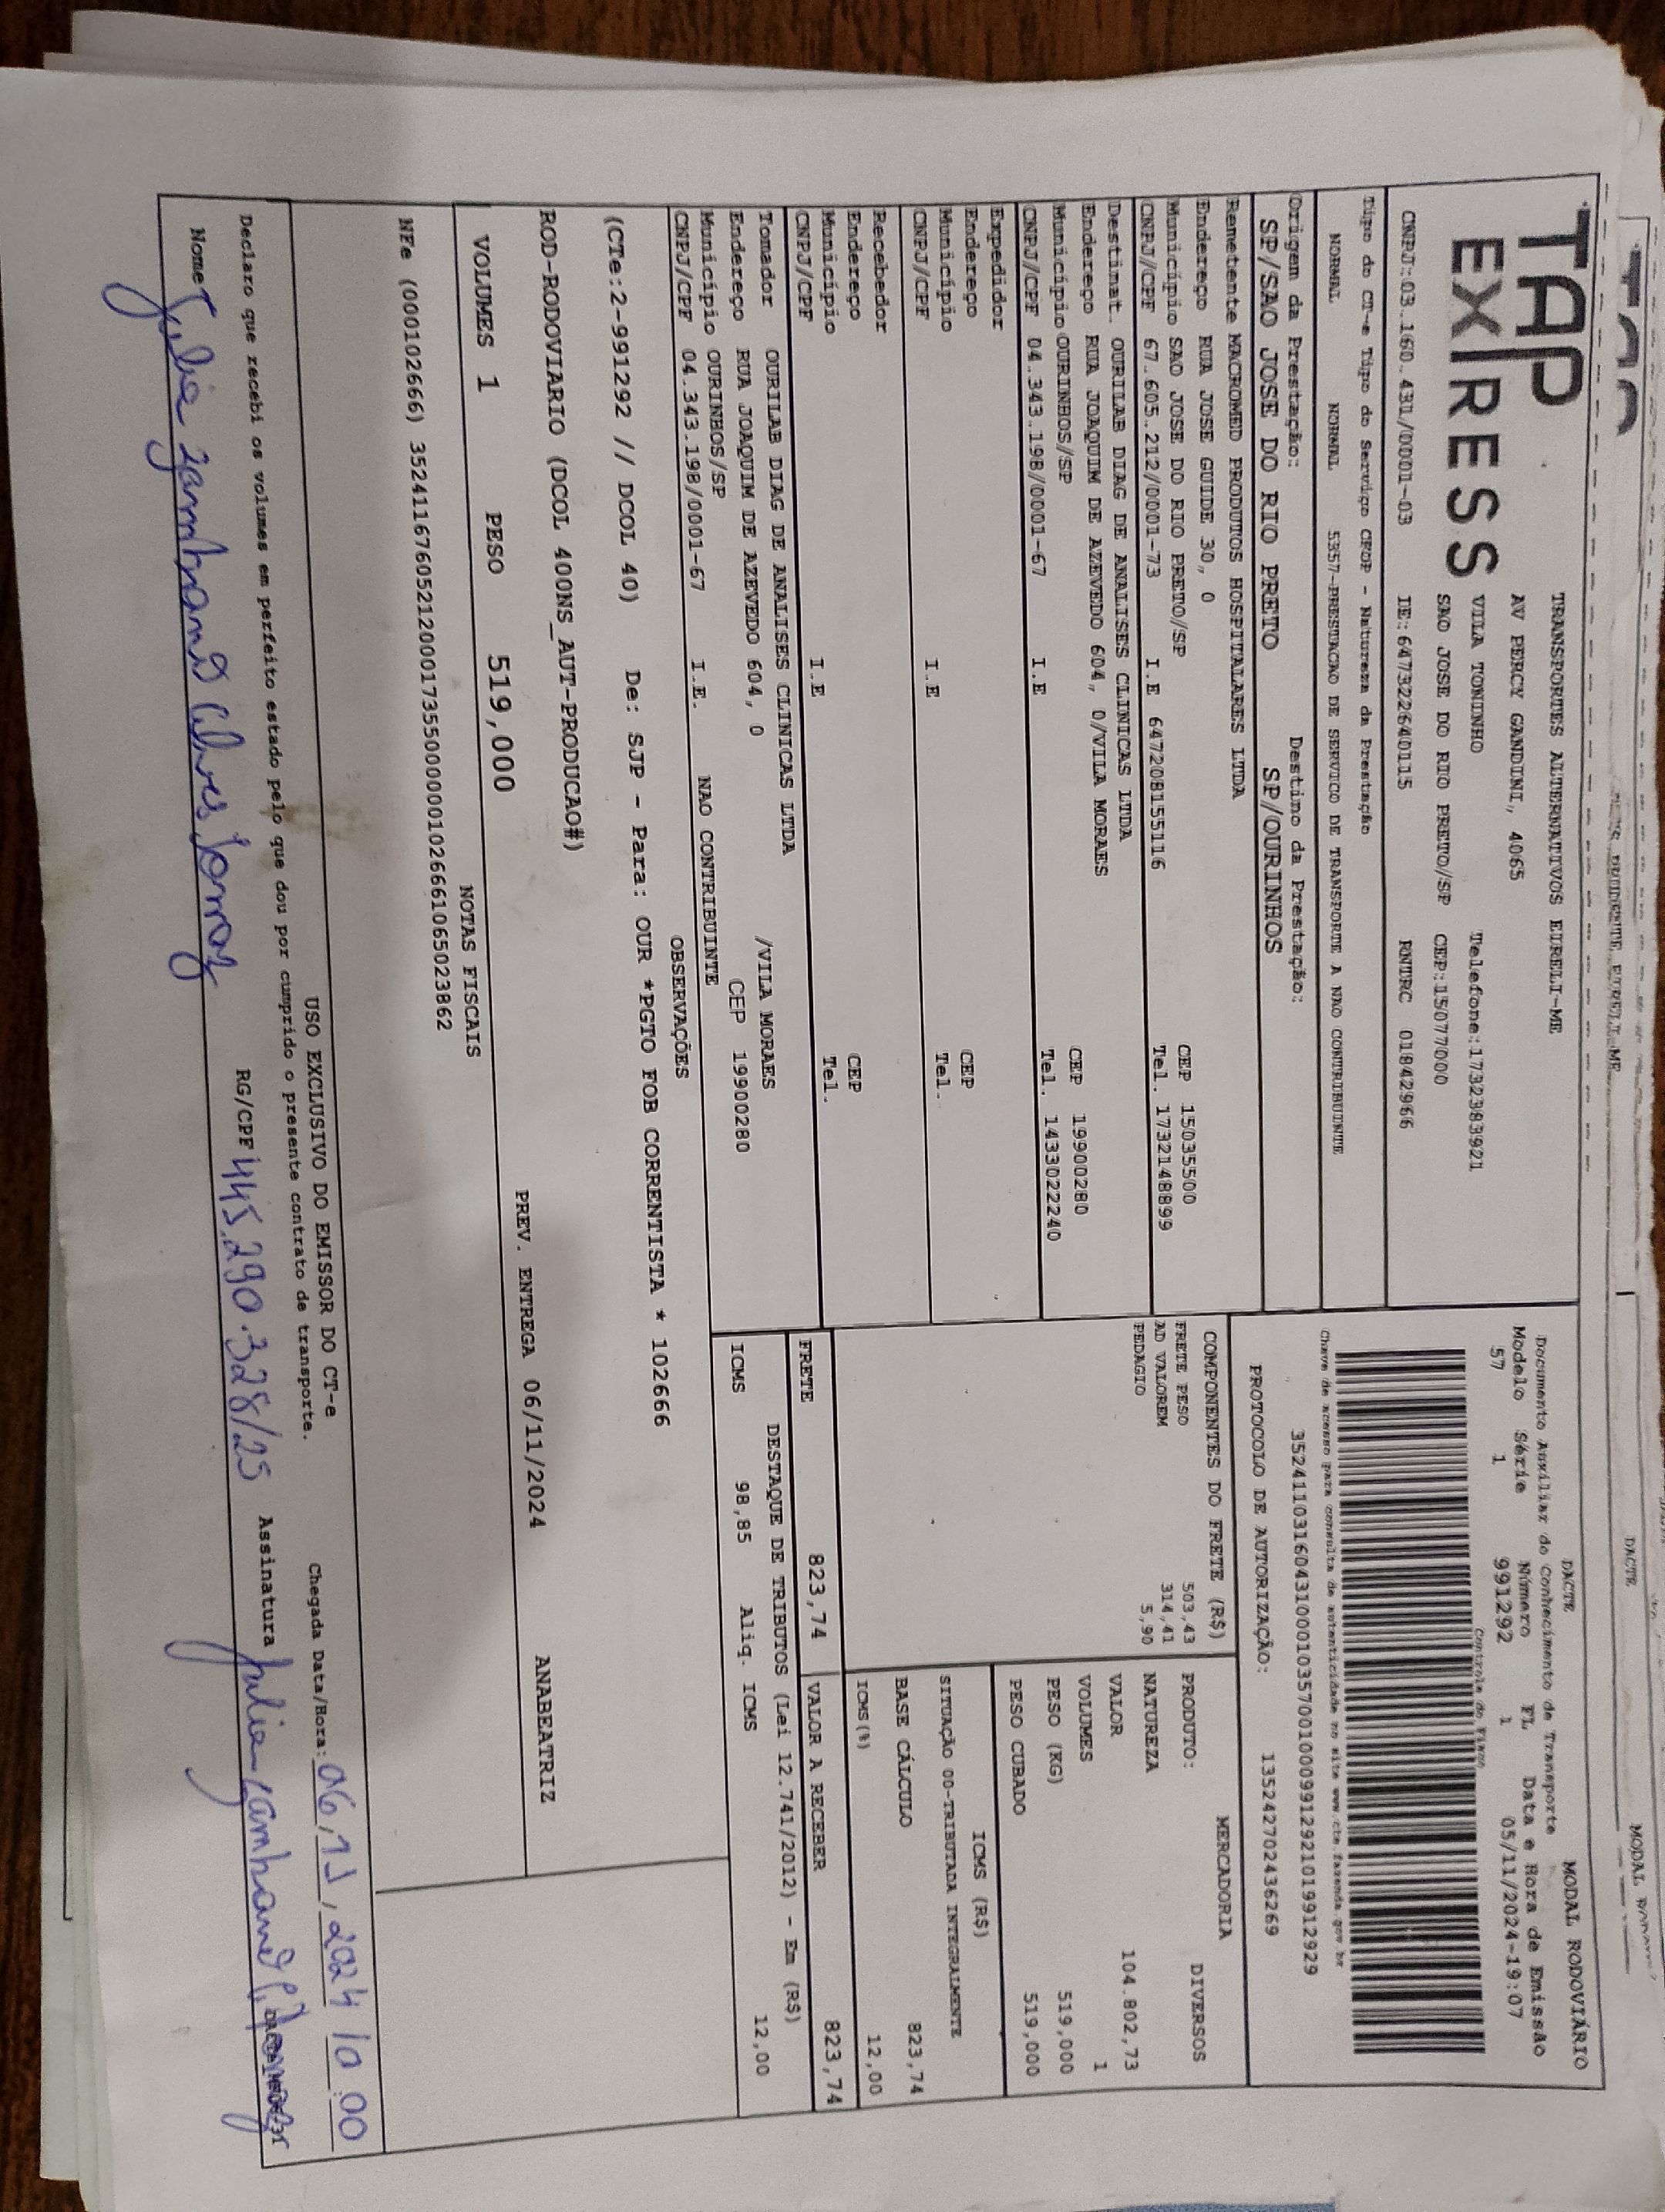 TAP
EXPRESS
TRANSPORTES ALTERNATIVOS EIRELI-ME
AV PERCY GANDINI, 4065
VILA TONINHO Telefone:1732383921
SAO JOSE DO RIO PRETO/SP CEP:15077000
CNPJ:03.160.431/0001-03 IE:647322640115 RNTRC 01842966
Tipo do CT-e Tipo do Serviço CFOP - Natureza da Prestação
NORMAL NORMAL 5357-PRESTACAO DE SERVICO DE TRANSPORTE A NAO CONTRIBUINTE
Origem da Prestação: Destino da Prestação:
SP/SAO JOSE DO RIO PRETO SP/OURINHOS
DACTE MODAL RODOVIÁRIO
Documento Auxiliar do Conhecimento de Transporte
Modelo Série Número FL Data e Hora de Emissão
57 1 991292 1 05/11/2024-19:07
Controle do Fisco
Chave de acesso para consulta de autenticidade no site www.cte.fazenda.gov.br
35241103160431000103570010009912921019912929
PROTOCOLO DE AUTORIZAÇÃO: 135242702436269
Remetente MACROMED PRODUTOS HOSPITALARES LTDA
Endereço RUA JOSE GUIDE 30, 0
Município SAO JOSE DO RIO PRETO/SP CEP 15035500
CNPJ/CPF 67.605.212/0001-73 I.E 647208155116 Tel. 1732148899
Destinat. OURILAB DIAG DE ANALISES CLINICAS LTDA
Endereço RUA JOAQUIM DE AZEVEDO 604, 0/VILA MORAES
Município OURINHOS/SP CEP 19900280
CNPJ/CPF 04.343.198/0001-67 I.E Tel. 1433022240
Expedidor
Endereço
Município CEP
CNPJ/CPF I.E Tel.
Recebedor
Endereço
Município CEP
CNPJ/CPF I.E Tel.
Tomador OURILAB DIAG DE ANALISES CLINICAS LTDA
Endereço RUA JOAQUIM DE AZEVEDO 604, 0 /VILA MORAES
Município OURINHOS/SP CEP 19900280
CNPJ/CPF 04.343.198/0001-67 I.E. NAO CONTRIBUINTE
COMPONENTES DO FRETE (R$)
FRETE PESO 503,43
AD VALOREM 314,41
PEDAGIO 5,90
MERCADORIA
PRODUTO: DIVERSOS
NATUREZA
VALOR 104.802,73
VOLUMES 1
PESO (KG) 519,000
PESO CUBADO 519,000
ICMS (R$)
SITUAÇÃO 00-TRIBUTADA INTEGRALMENTE
BASE CÁLCULO 823,74
ICMS(%) 12,00
FRETE 823,74 VALOR A RECEBER 823,74
DESTAQUE DE TRIBUTOS (Lei 12.741/2012) - Em (R$)
ICMS 98,85 Aliq. ICMS 12,00
OBSERVAÇÕES
(CTe:2-991292 // DCOL 40) De: SJP - Para: OUR *PGTO FOB CORRENTISTA * 102666
ROD-RODOVIARIO (DCOL 400NS_AUT-PRODUCAO#)
VOLUMES 1 PESO 519,000 PREV. ENTREGA 06/11/2024 ANABEATRIZ
NOTAS FISCAIS
NFe (000102666) 35241167605212000173550000001026661065023862
USO EXCLUSIVO DO EMISSOR DO CT-e
Declaro que recebi os volumes em perfeito estado pelo que dou por cumprido o presente contrato de transporte.
Chegada Data/Hora: 06/11/2024 10:00
Nome RG/CPF 445.290.328/25 Assinatura
DACTE
MODAL